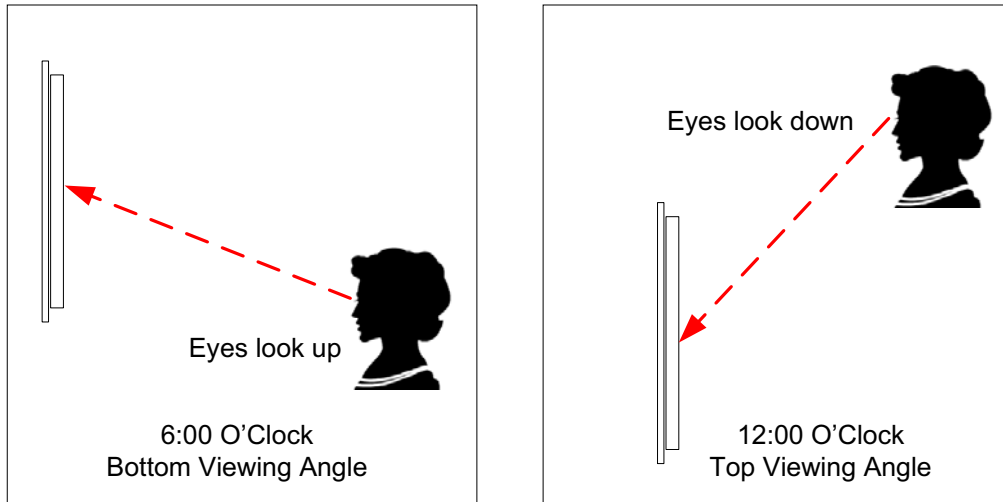 Eyes look up
6:00 O’Clock
Bottom Viewing Angle
Eyes look down
12:00 O’Clock
Top Viewing Angle